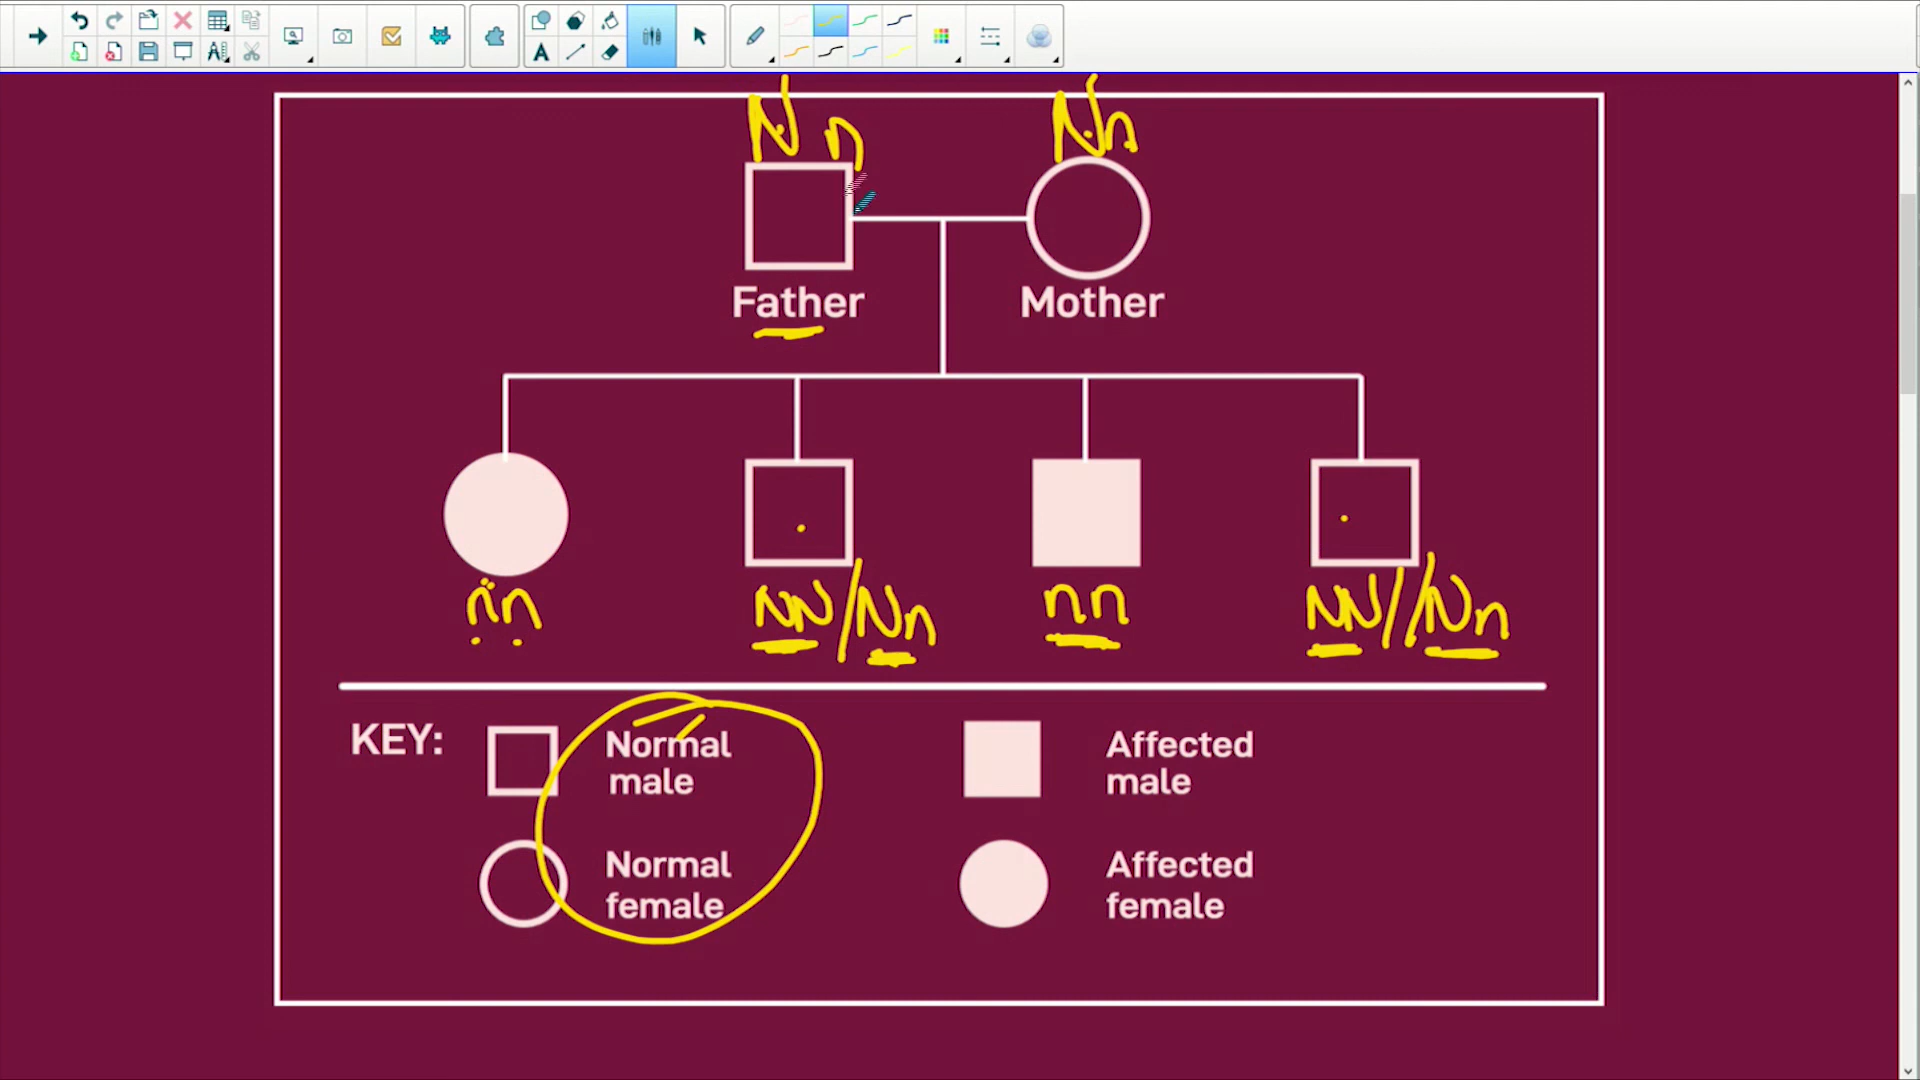 Nn Nn
Father Mother
nn NN/Nn nn NN//Nn
KEY: Normal male Affected male
Normal female Affected female